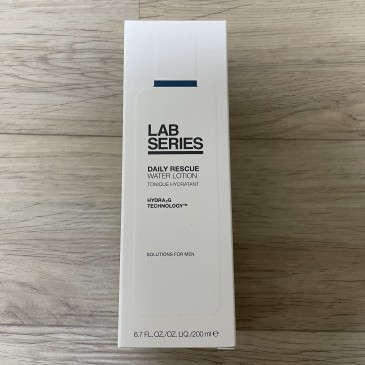 LAB
SERIES
DAILY RESCUE
WATER LOTION
TONIQUE HYDRATANT
HYDRA₂G
TECHNOLOGY™
SOLUTIONS FOR MEN
6.7 FL.OZ./OZ. LIQ./200 ml ℮